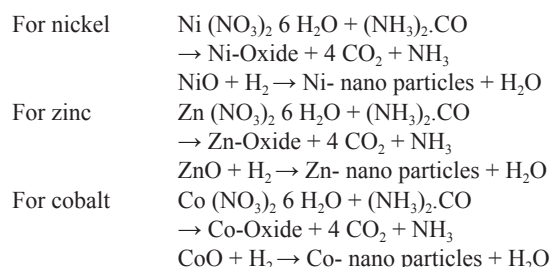 For nickel Ni (NO₃)₂ 6 H₂O + (NH₃)₂.CO
→ Ni-Oxide + 4 CO₂ + NH₃
NiO + H₂ → Ni- nano particles + H₂O
For zinc Zn (NO₃)₂ 6 H₂O + (NH₃)₂.CO
→ Zn-Oxide + 4 CO₂ + NH₃
ZnO + H₂ → Zn- nano particles + H₂O
For cobalt Co (NO₃)₂ 6 H₂O + (NH₃)₂.CO
→ Co-Oxide + 4 CO₂ + NH₃
CoO + H₂ → Co- nano particles + H₂O